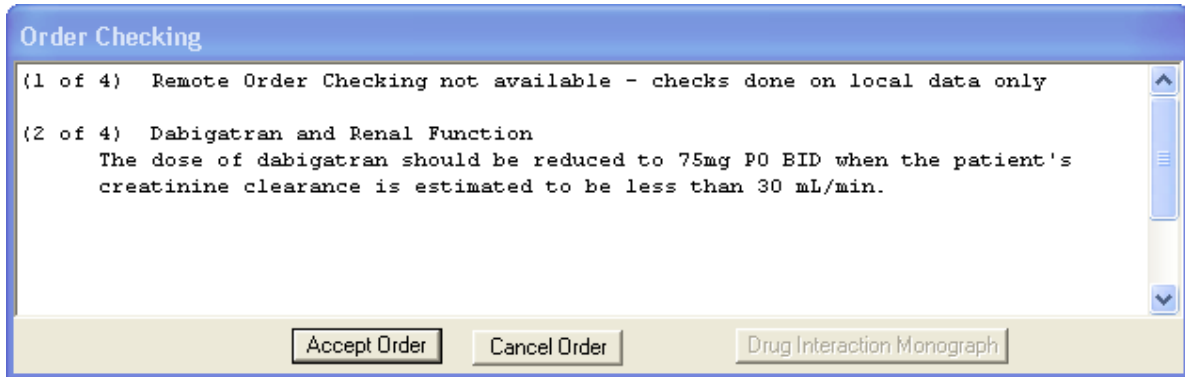 Order Checking
(1 of 4)  Remote Order Checking not available - checks done on local data only
(2 of 4)  Dabigatran and Renal Function
The dose of dabigatran should be reduced to 75mg PO BID when the patient's
creatinine clearance is estimated to be less than 30 mL/min.
Accept Order
Cancel Order
Drug Interaction Monograph